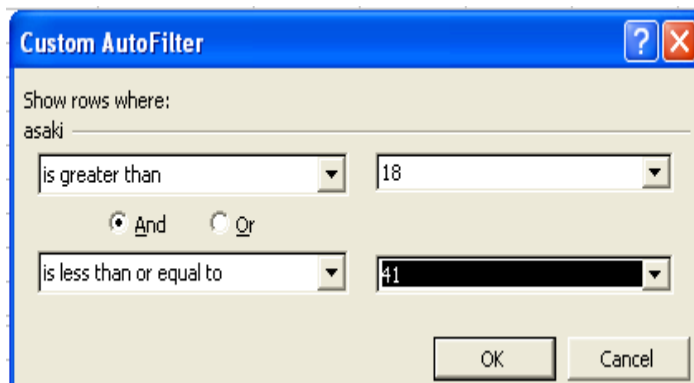 Custom AutoFilter
Show rows where:
asaki
is greater than 18
And Or
is less than or equal to 41
OK Cancel